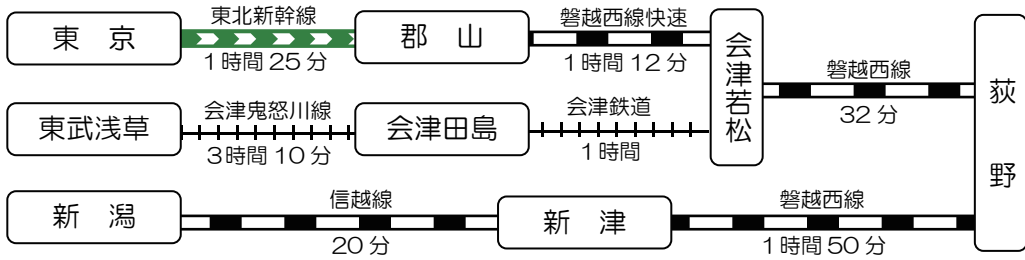 東京
東北新幹線
1時間25分
郡山
磐越西線快速
1時間12分
会津若松
磐越西線
32分
荻野
東武浅草
会津鬼怒川線
3時間10分
会津田島
会津鉄道
1時間
新潟
信越線
20分
新津
磐越西線
1時間50分